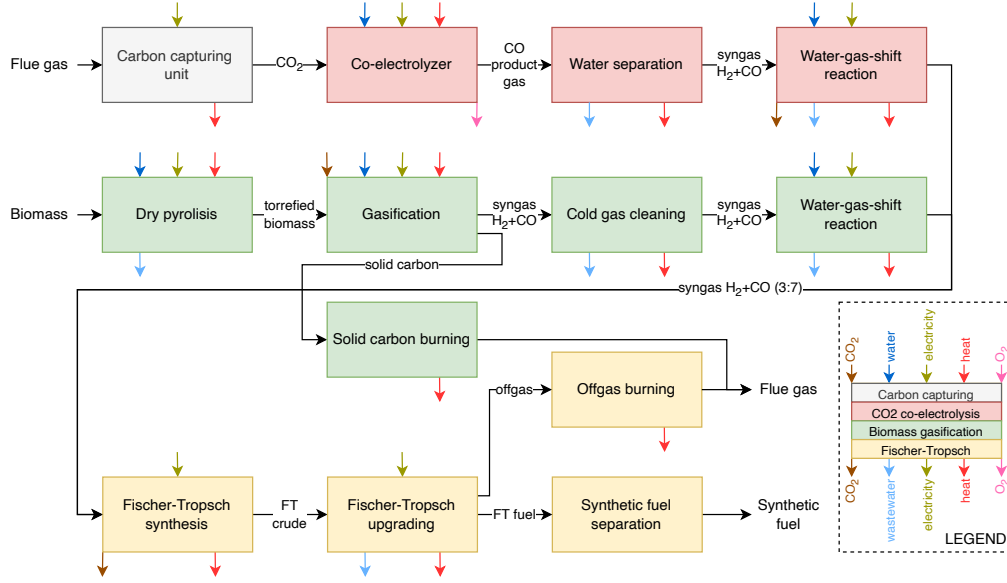 Flue gas
Carbon capturing
unit
CO₂
Co-electrolyzer
CO
product
gas
Water separation
syngas
H₂+CO
Water-gas-shift
reaction
Biomass
Dry pyrolisis
torrefied
biomass
Gasification
syngas
H₂+CO
Cold gas cleaning
syngas
H₂+CO
Water-gas-shift
reaction
solid carbon
syngas H₂+CO (3:7)
Solid carbon burning
offgas
Offgas burning
Flue gas
Fischer-Tropsch
synthesis
FT
crude
Fischer-Tropsch
upgrading
FT fuel
Synthetic fuel
separation
Synthetic
fuel
CO₂
water
electricity
heat
O₂
Carbon capturing
CO2 co-electrolysis
Biomass gasification
Fischer-Tropsch
CO₂
wastewater
electricity
heat
O₂
LEGEND